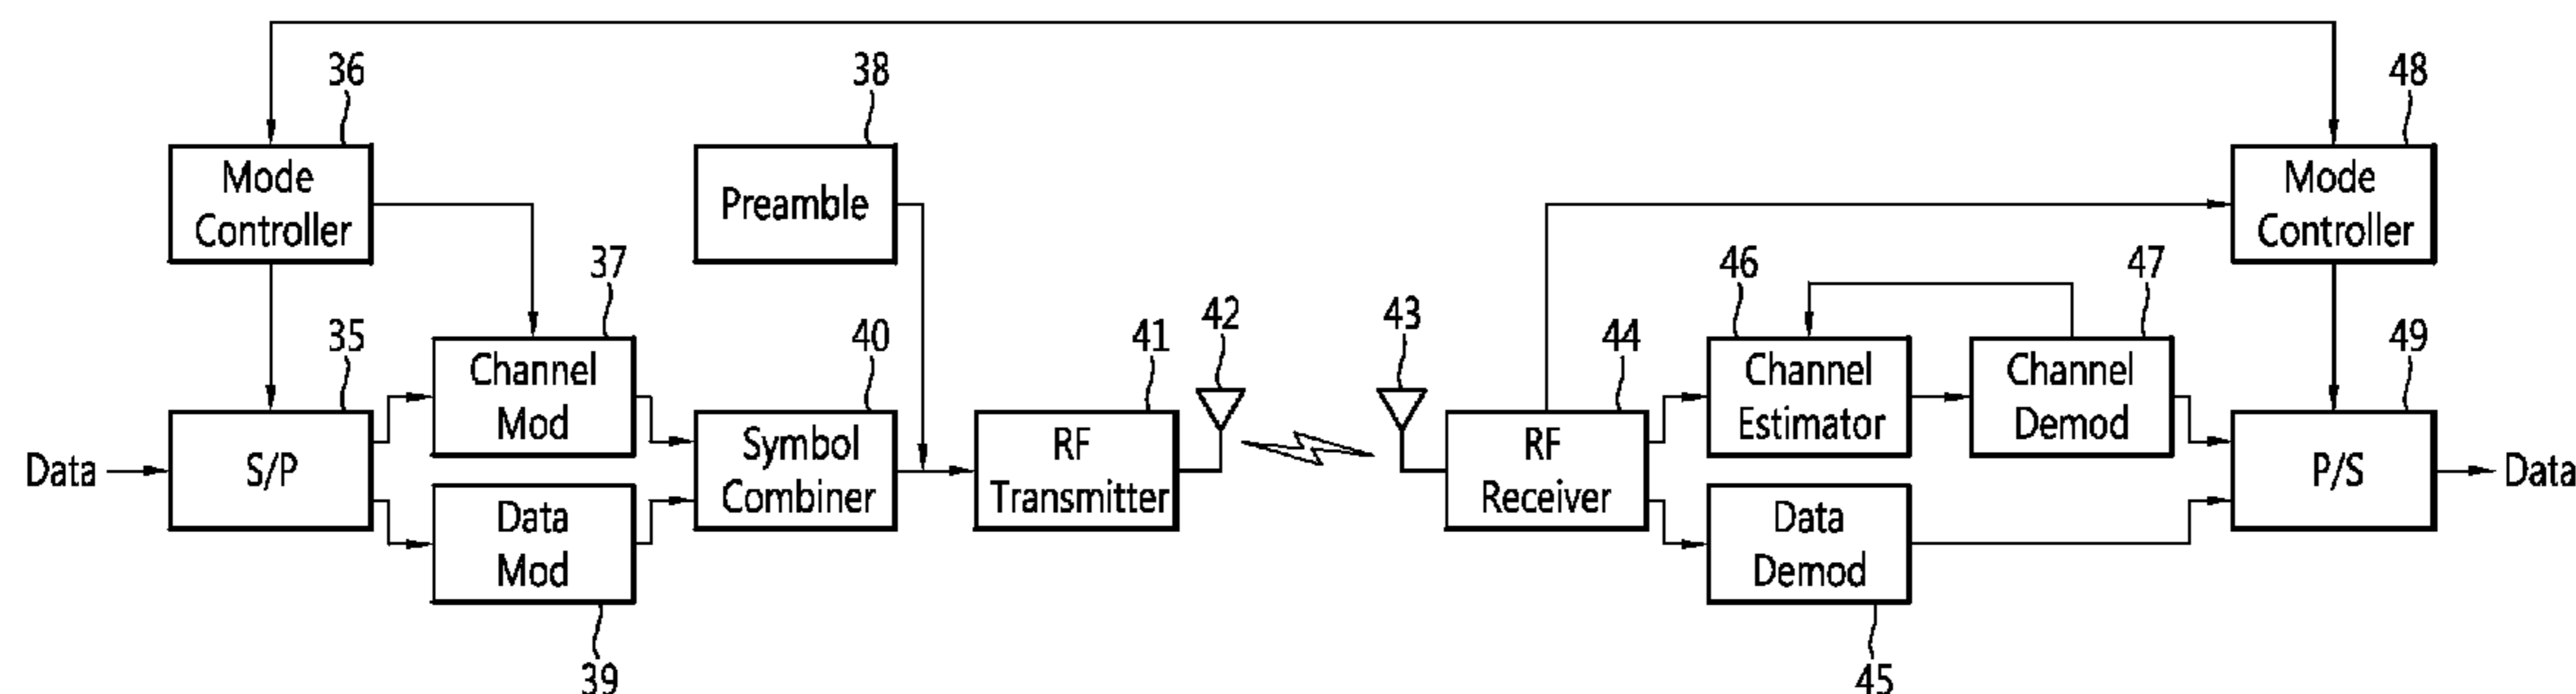 36
38
48
Mode
Controller
Preamble
Mode
Controller
37
46
47
35
40
41
42
43
44
49
Channel
Mod
Channel
Estimator
Channel
Demod
Data
S/P
Symbol
Combiner
RF
Transmitter
RF
Receiver
P/S
Data
Data
Mod
Data
Demod
39
45